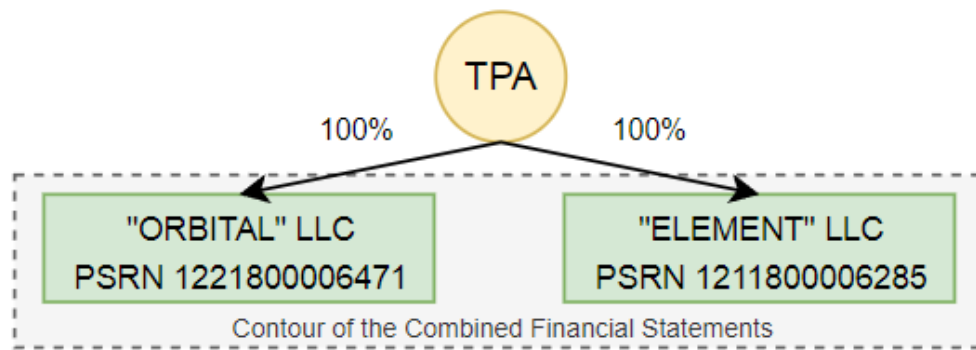 TPA
100%
100%
"ORBITAL" LLC
PSRN 1221800006471
"ELEMENT" LLC
PSRN 1211800006285
Contour of the Combined Financial Statements